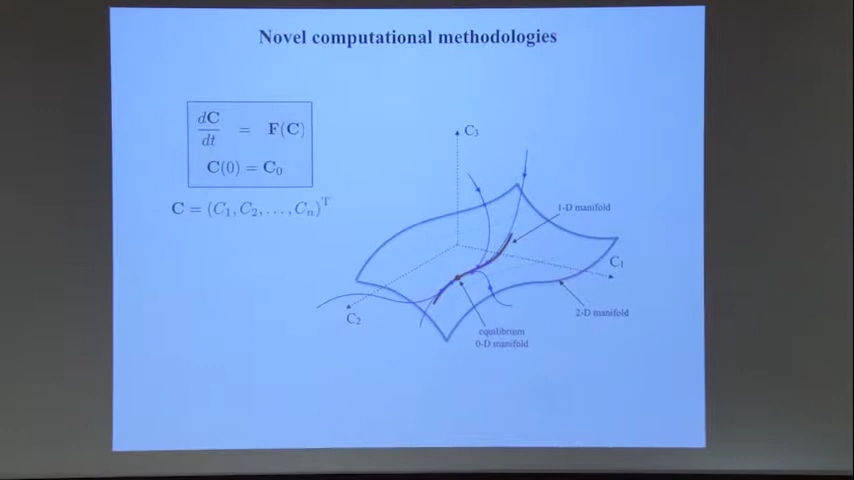 Novel computational methodologies
dC/dt = F(C)
C(0) = C₀
C = (C₁, C₂, . . . , Cₙ)ᵀ
C₃
1-D manifold
C₁
C₂
2-D manifold
equilibrium
0-D manifold